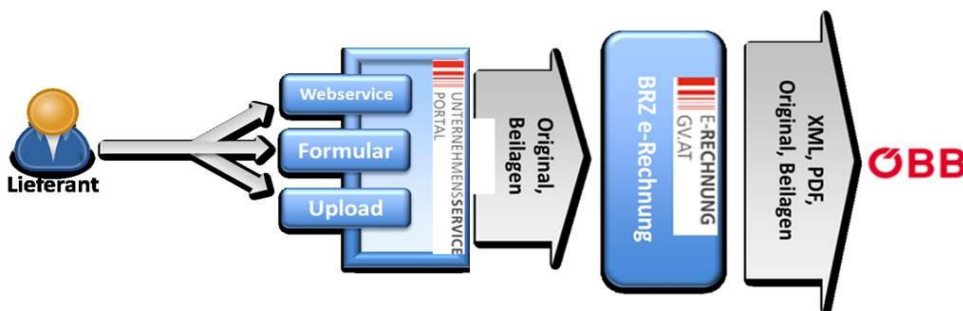 Lieferant
Webservice
Formular
Upload
UNTERNEHMENSSERVICE
PORTAL
Original,
Beilagen
BRZ e-Rechnung
E-RECHNUNG
GV.AT
XML, PDF,
Original, Beilagen
ÖBB